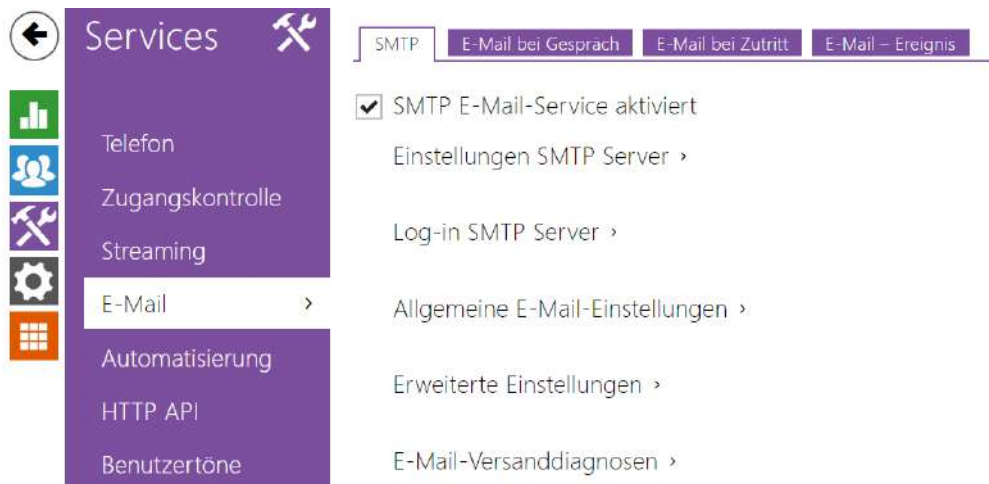 Services
Telefon
Zugangskontrolle
Streaming
E-Mail
Automatisierung
HTTP API
Benutzertöne
SMTP
E-Mail bei Gespräch
E-Mail bei Zutritt
E-Mail – Ereignis
SMTP E-Mail-Service aktiviert
Einstellungen SMTP Server ›
Log-in SMTP Server ›
Allgemeine E-Mail-Einstellungen ›
Erweiterte Einstellungen ›
E-Mail-Versanddiagnosen ›